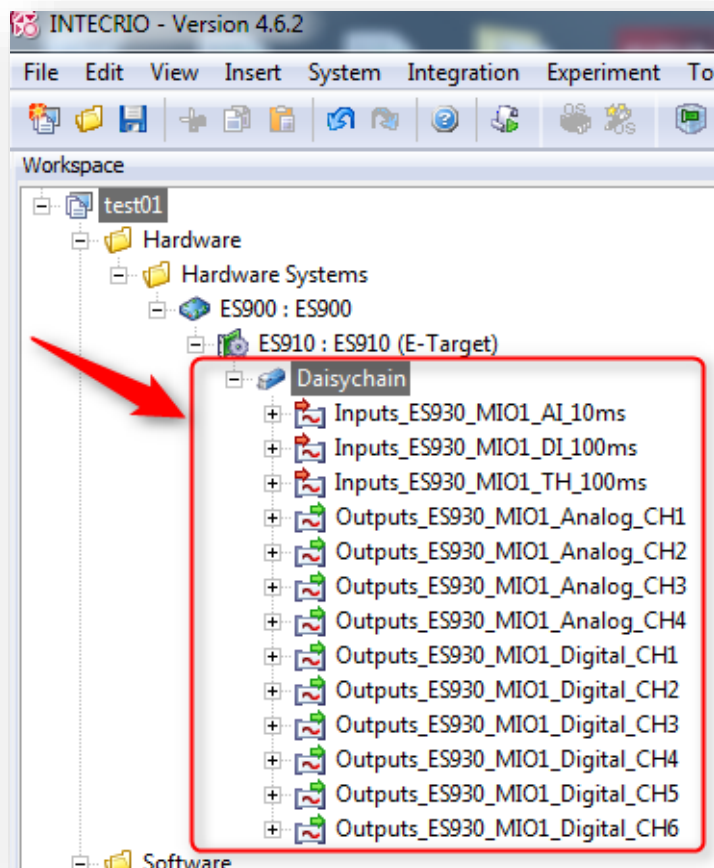 INTECRIO - Version 4.6.2
File Edit View Insert System Integration Experiment To
Workspace
test01
Hardware
Hardware Systems
ES900 : ES900
ES910 : ES910 (E-Target)
Daisychain
Inputs_ES930_MIO1_AI_10ms
Inputs_ES930_MIO1_DI_100ms
Inputs_ES930_MIO1_TH_100ms
Outputs_ES930_MIO1_Analog_CH1
Outputs_ES930_MIO1_Analog_CH2
Outputs_ES930_MIO1_Analog_CH3
Outputs_ES930_MIO1_Analog_CH4
Outputs_ES930_MIO1_Digital_CH1
Outputs_ES930_MIO1_Digital_CH2
Outputs_ES930_MIO1_Digital_CH3
Outputs_ES930_MIO1_Digital_CH4
Outputs_ES930_MIO1_Digital_CH5
Outputs_ES930_MIO1_Digital_CH6
Software